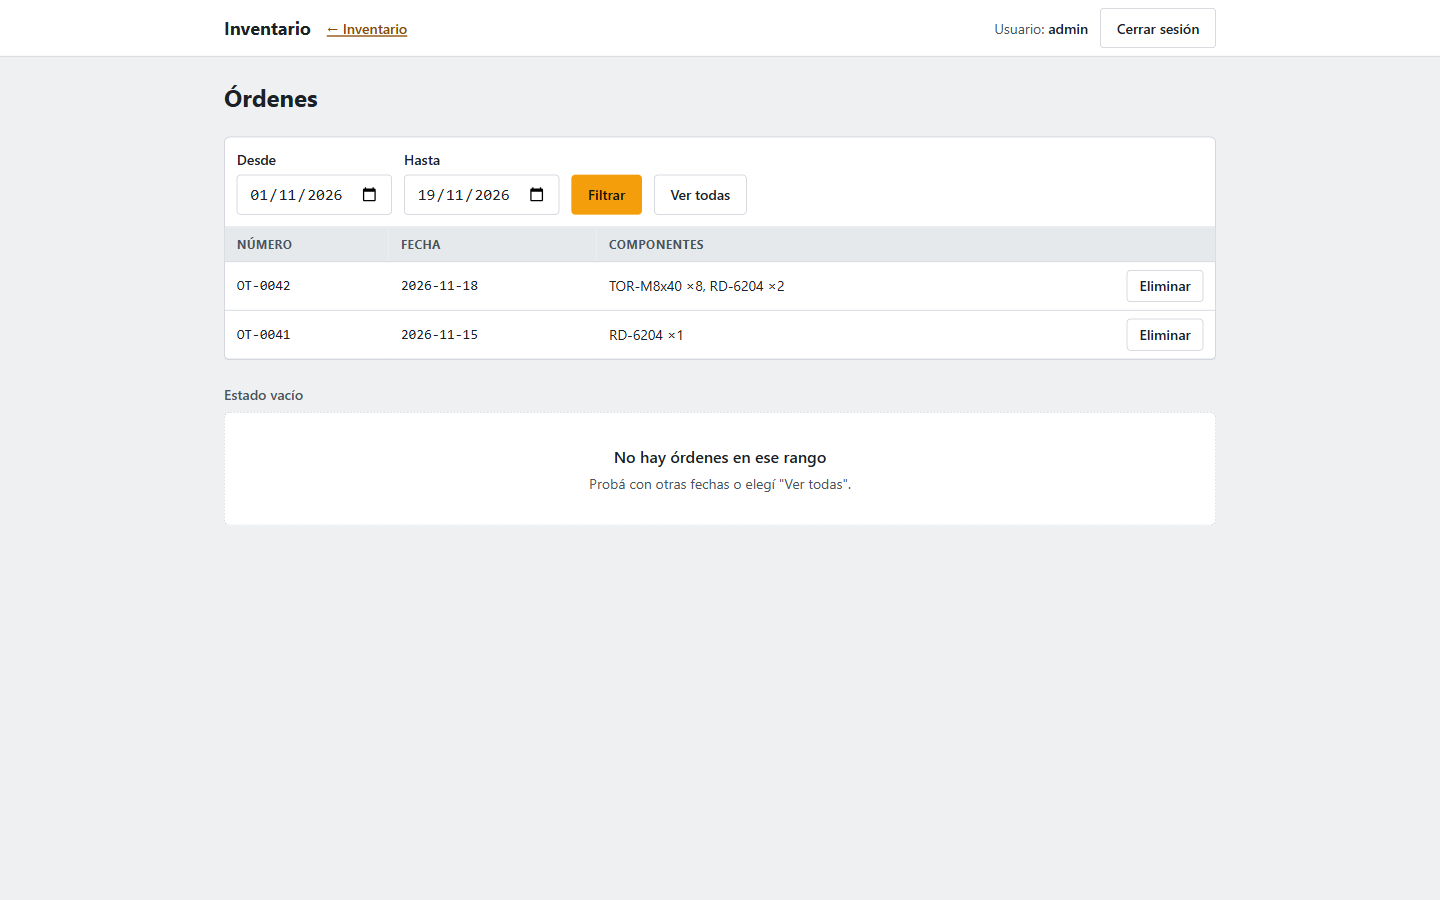 Inventario ← Inventario Usuario: admin Cerrar sesión
Órdenes
Desde Hasta
01/11/2026 19/11/2026 Filtrar Ver todas
NÚMERO FECHA COMPONENTES
OT-0042 2026-11-18 TOR-M8x40 ×8, RD-6204 ×2 Eliminar
OT-0041 2026-11-15 RD-6204 ×1 Eliminar
Estado vacío
No hay órdenes en ese rango
Probá con otras fechas o elegí "Ver todas".